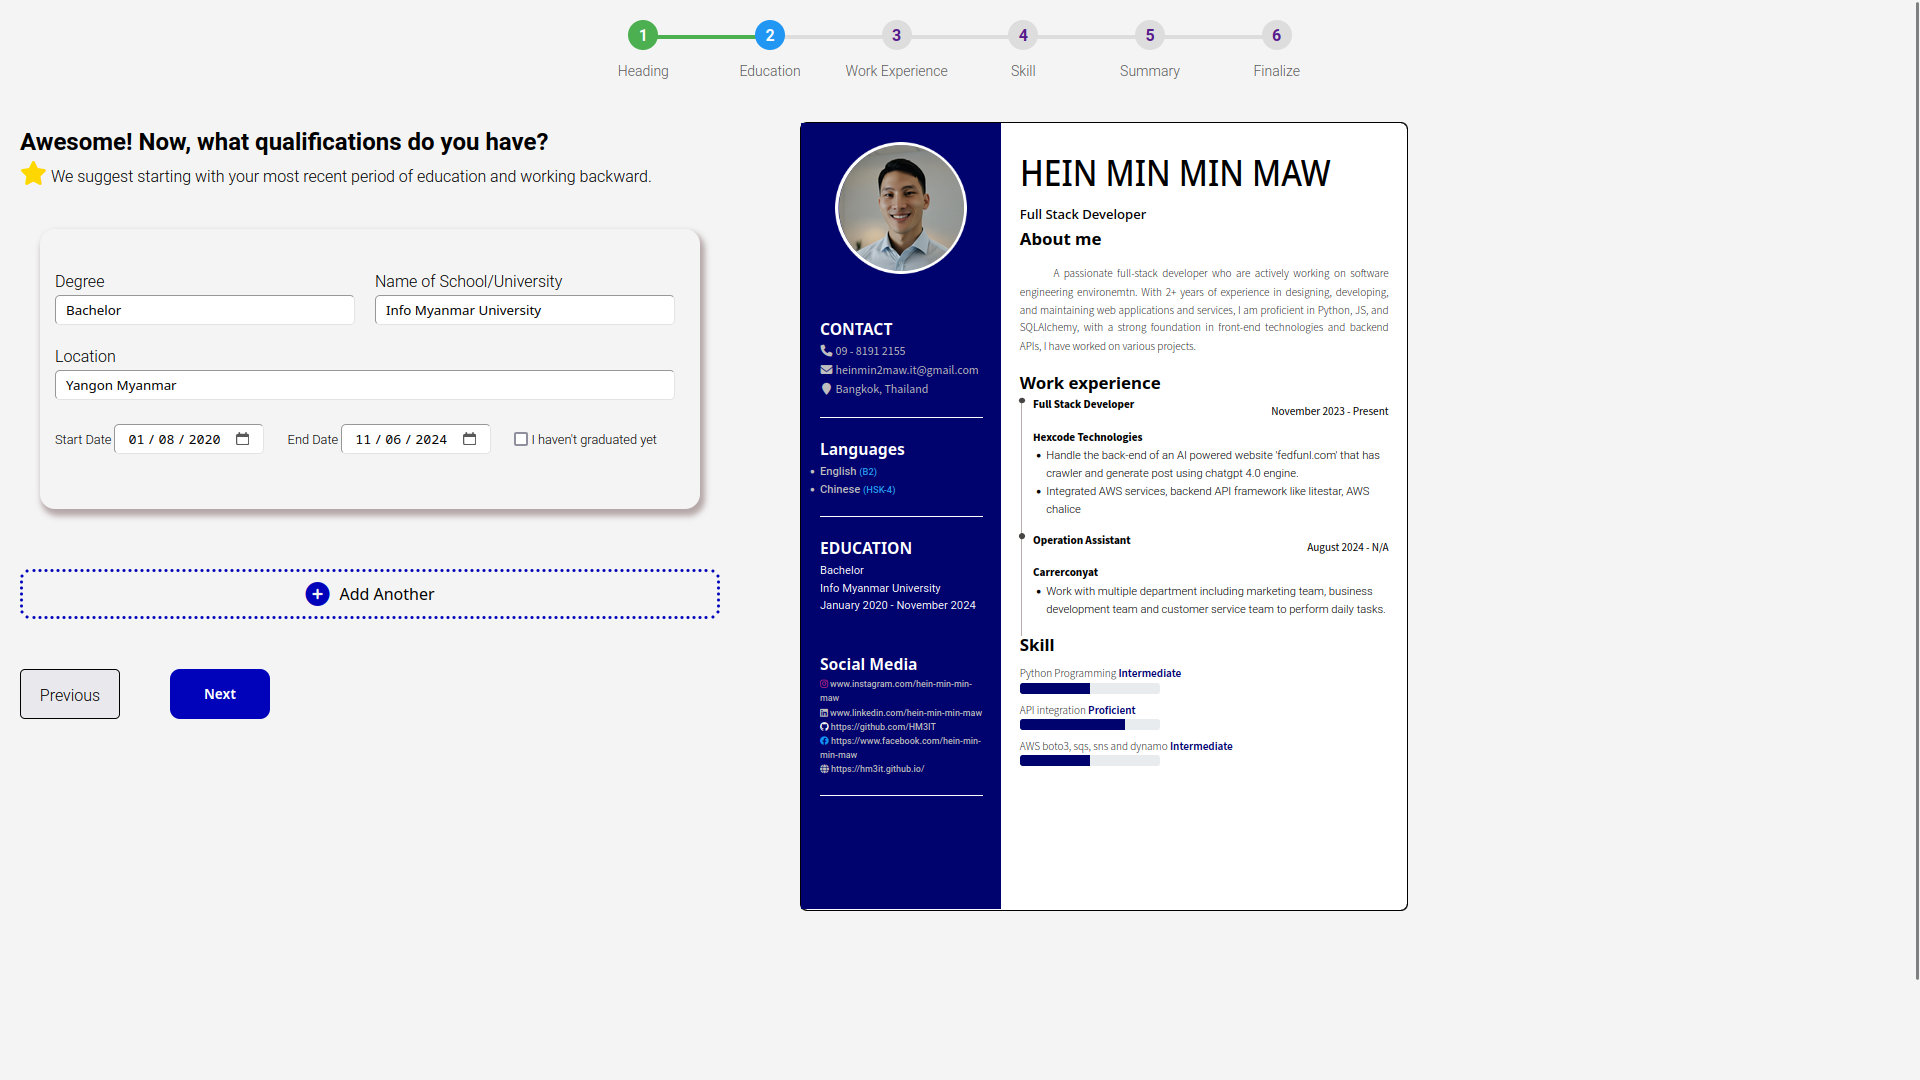 1 2 3 4 5 6
Heading Education Work Experience Skill Summary Finalize
Awesome! Now, what qualifications do you have?
We suggest starting with your most recent period of education and working backward.
Degree Name of School/University
Bachelor Info Myanmar University
Location
Yangon Myanmar
Start Date 01 / 08 / 2020 End Date 11 / 06 / 2024 I haven't graduated yet
Add Another
Previous Next
CONTACT
09 - 8191 2155
heinmin2maw.it@gmail.com
Bangkok, Thailand
Languages
English (B2)
Chinese (HSK-4)
EDUCATION
Bachelor
Info Myanmar University
January 2020 - November 2024
Social Media
www.instagram.com/hein-min-min-
maw
www.linkedin.com/hein-min-min-maw
https://github.com/HM3IT
https://www.facebook.com/hein-min-
min-maw
https://hm3it.github.io/
HEIN MIN MIN MAW
Full Stack Developer
About me
A passionate full-stack developer who are actively working on software
engineering environemtn. With 2+ years of experience in designing, developing,
and maintaining web applications and services, I am proficient in Python, JS, and
SQLAlchemy, with a strong foundation in front-end technologies and backend
APIs, I have worked on various projects.
Work experience
Full Stack Developer
November 2023 - Present
Hexcode Technologies
Handle the back-end of an AI powered website 'fedfunl.com' that has
crawler and generate post using chatgpt 4.0 engine.
Integrated AWS services, backend API framework like litestar, AWS
chalice
Operation Assistant
August 2024 - N/A
Carrerconyat
Work with multiple department including marketing team, business
development team and customer service team to perform daily tasks.
Skill
Python Programming Intermediate
API integration Proficient
AWS boto3, sqs, sns and dynamo Intermediate